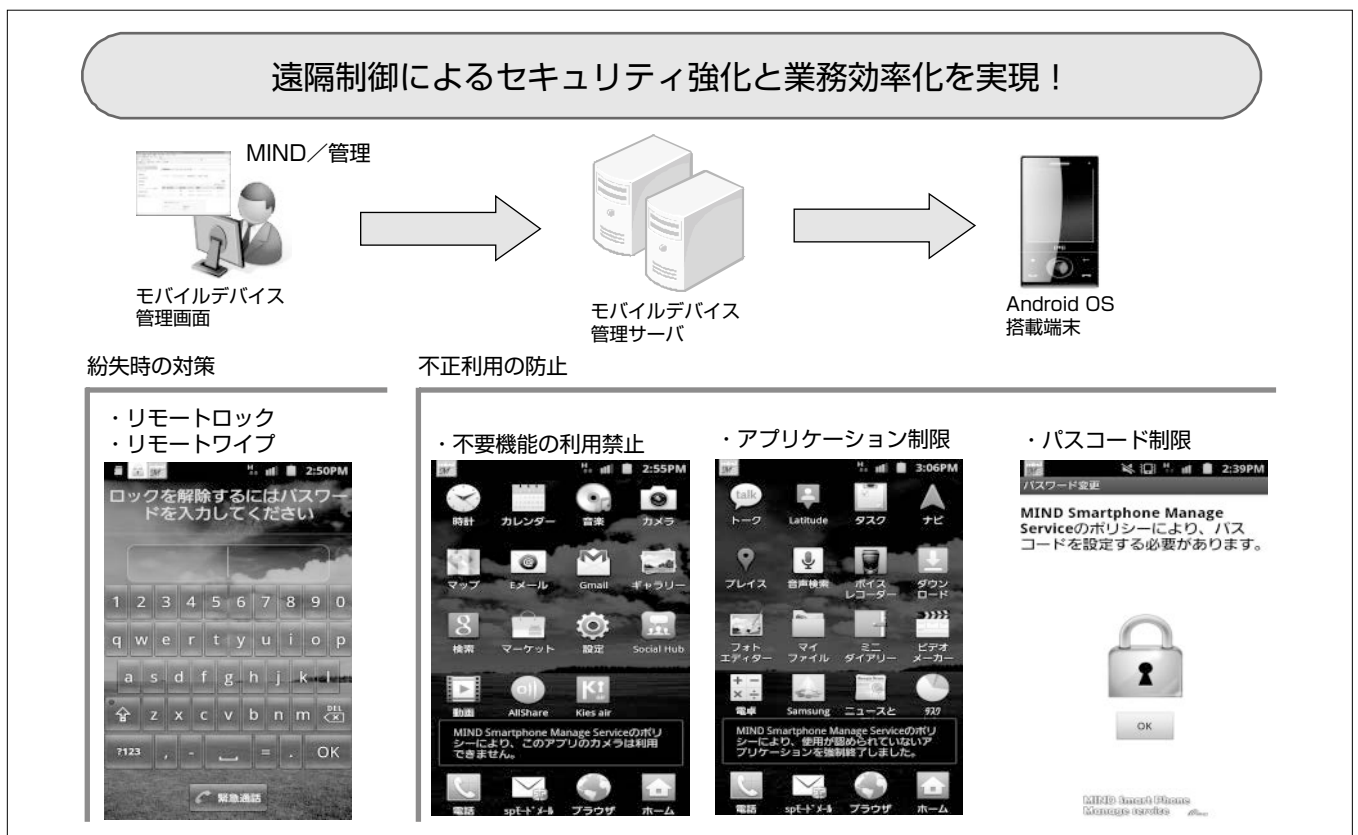 遠隔制御によるセキュリティ強化と業務効率化を実現！
MIND／管理
モバイルデバイス
管理画面
モバイルデバイス
管理サーバ
Android OS
搭載端末
紛失時の対策
・リモートロック
・リモートワイプ
2:50PM
ロックを解除するにはパスワー
ドを入力してください
1 2 3 4 5 6 7 8 9 0
q w e r t y u i o p
a s d f g h j k l
z x c v b n m DEL
?123 , - = . OK
緊急通話
不正利用の防止
・不要機能の利用禁止
2:55PM
時計 カレンダー 音楽 カメラ
マップ Eメール Gmail ギャラリー
検索 マーケット 設定 Social Hub
動画 AllShare Kies air
MIND Smartphone Manage Serviceのポリ
シーにより、このアプリのカメラは利用
できません。
電話 spモードメール ブラウザ ホーム
・アプリケーション制限
3:06PM
talk
トーク Latitude タスク ナビ
プレイス 音声検索 ボイス
レコーダー ダウン
ロード
フォト
エディター マイ
ファイル ミニ
ダイアリー ビデオ
メーカー
電卓 Samsung ニュースと タスク
MIND Smartphone Manage Serviceのポリ
シーにより、使用が認められていないア
プリケーションを強制終了しました。
電話 spモードメール ブラウザ ホーム
・パスコード制限
2:39PM
パスワード変更
MIND Smartphone Manage
Serviceのポリシーにより、パス
コードを設定する必要があります。
OK
MIND Smart Phone
Manage service